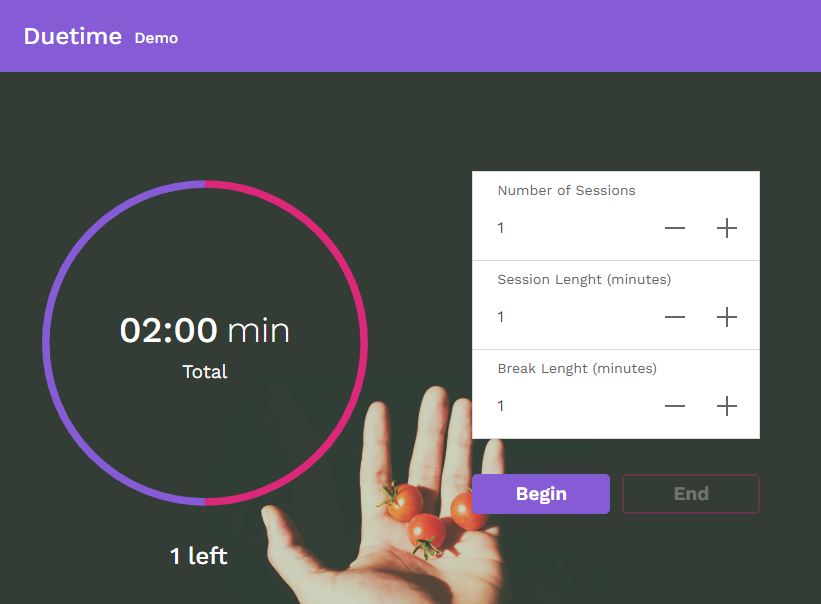 Duetime Demo
02:00 min
Total
1 left
Number of Sessions
1
Session Lenght (minutes)
1
Break Lenght (minutes)
1
Begin End